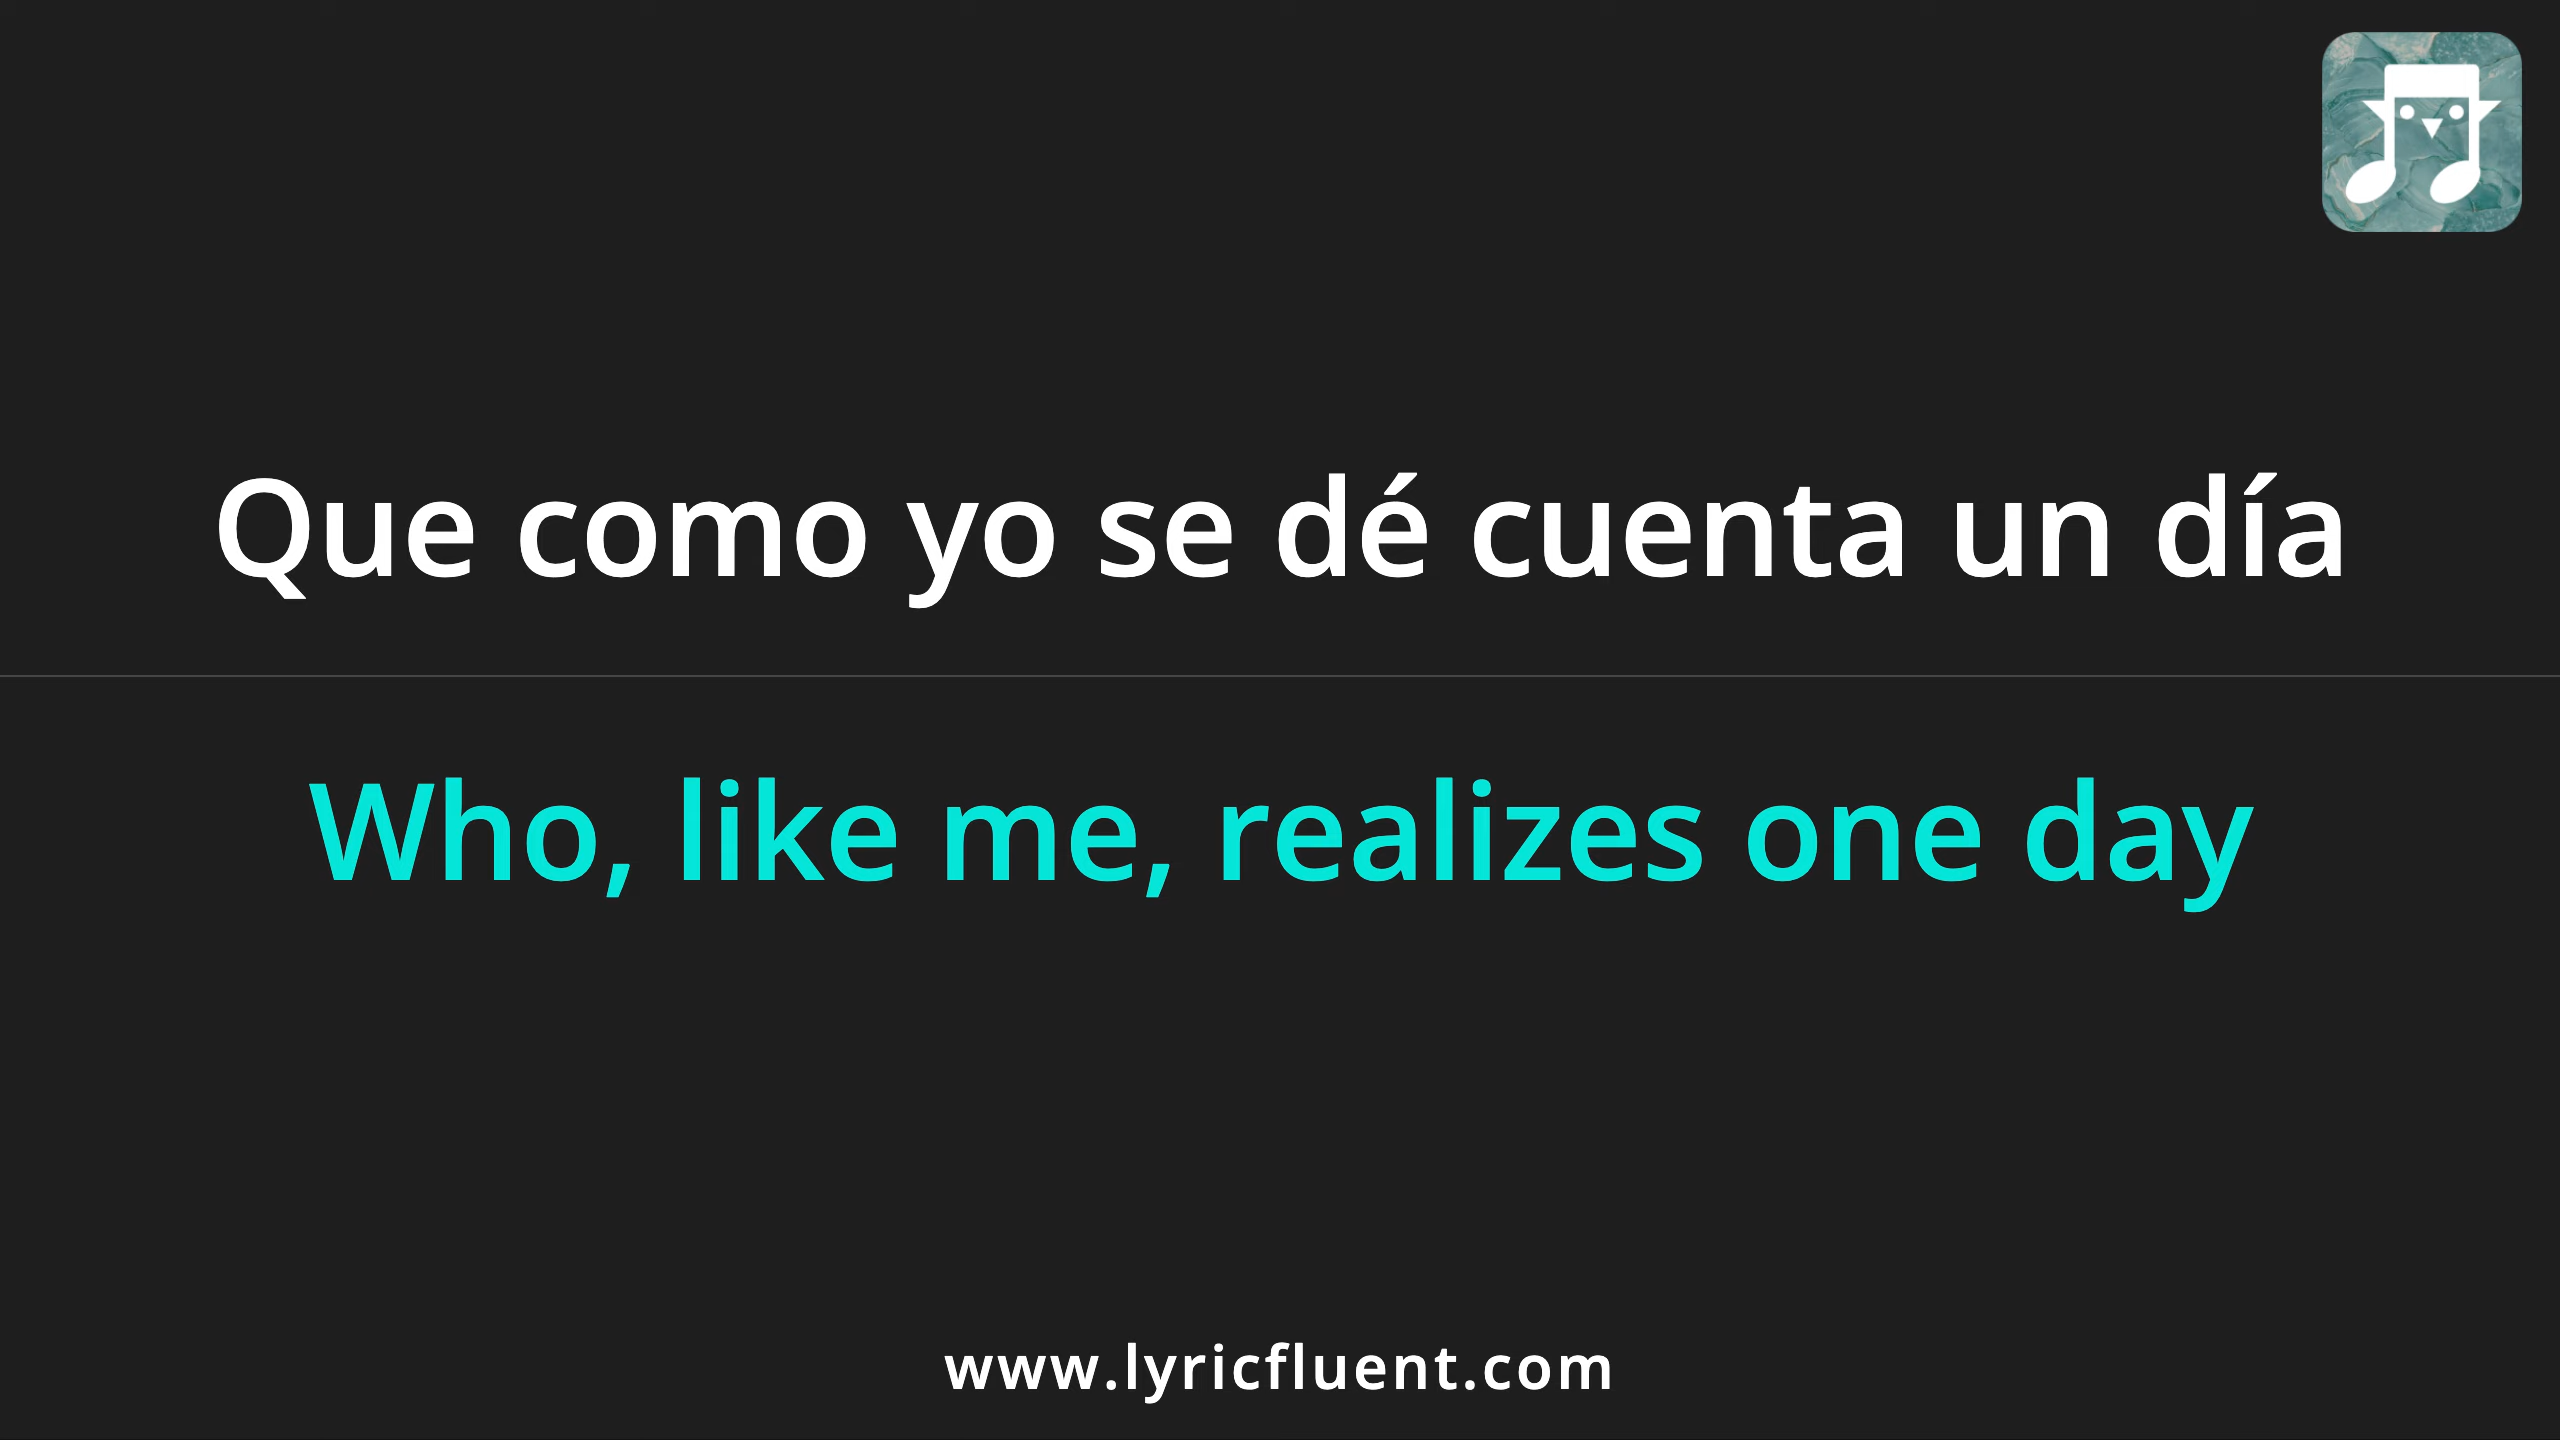 Que como yo se dé cuenta un día
Who, like me, realizes one day
www.lyricfluent.com